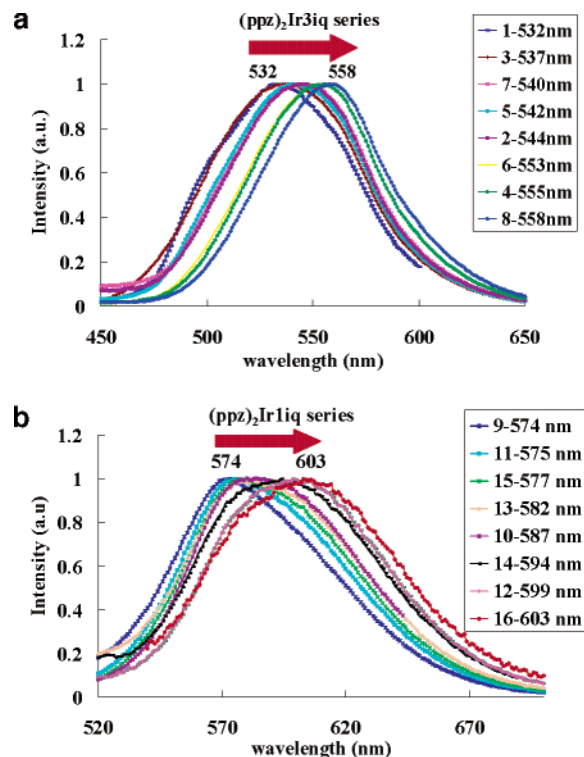 a
(ppz)₂Ir3iq series
532
558
1.2
1
0.8
0.6
0.4
0.2
0
Intensity (a.u.)
450
500
550
600
650
wavelength (nm)
1-532nm
3-537nm
7-540nm
5-542nm
2-544nm
6-553nm
4-555nm
8-558nm
b
(ppz)₂Ir1iq series
574
603
1.2
1
0.8
0.6
0.4
0.2
0
Intensity (a.u)
520
570
620
670
wavelength (nm)
9-574 nm
11-575 nm
15-577 nm
13-582 nm
10-587 nm
14-594 nm
12-599 nm
16-603 nm